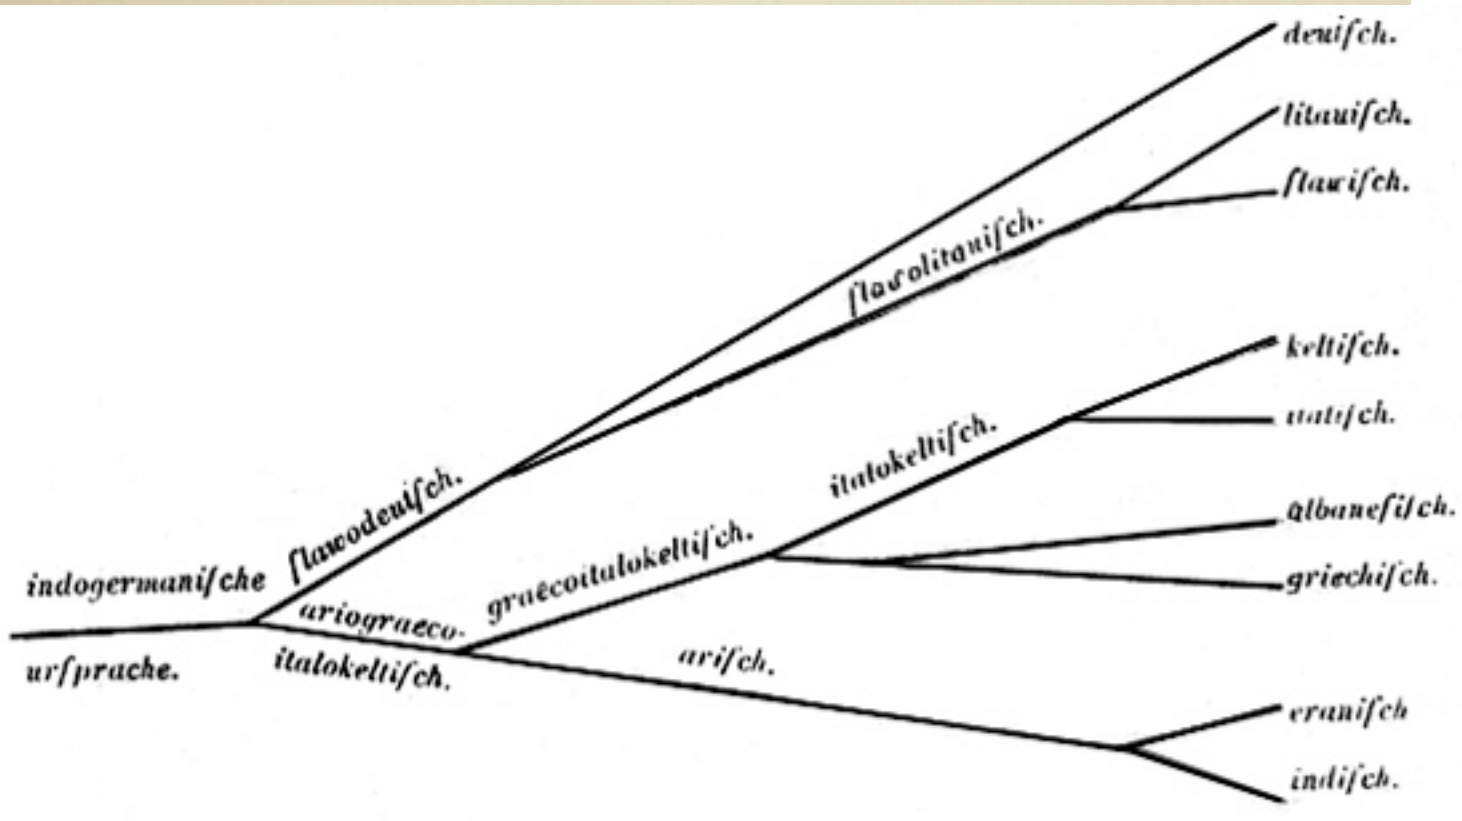 deutſch.
litauiſch.
ſlawiſch.
ſlawolitauiſch.
keltiſch.
italiſch.
italokeltiſch.
albaneſiſch.
ſlawodeutſch.
graecoitalokeltiſch.
indogermaniſche
griechiſch.
ariograeco-
ariſch.
urſprache.
italokeltiſch.
eraniſch
indiſch.